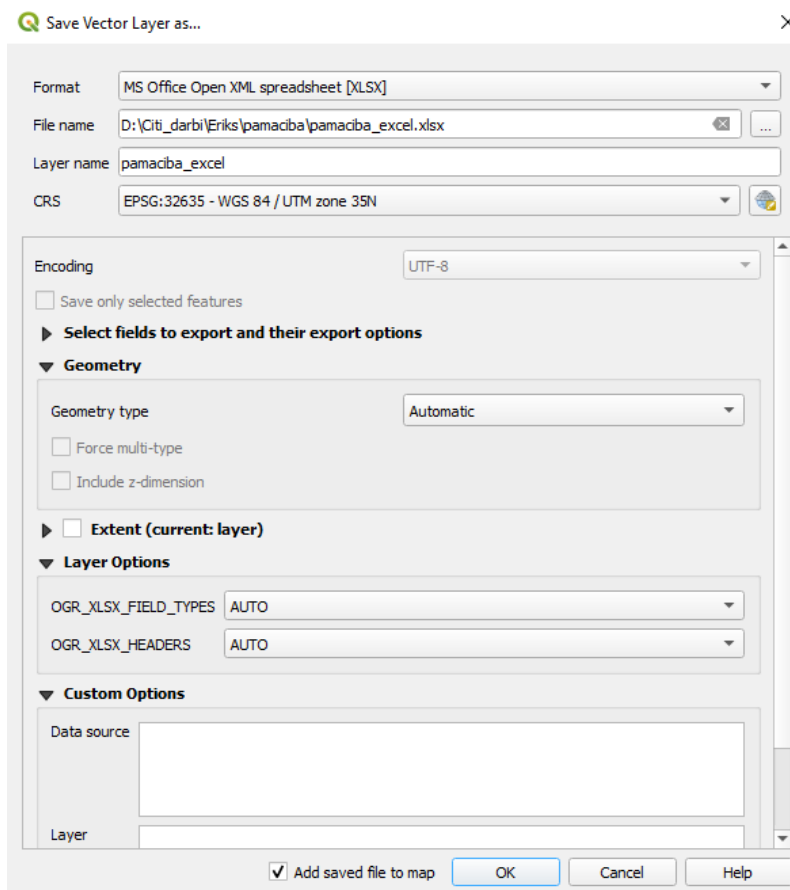 Save Vector Layer as...
Format MS Office Open XML spreadsheet [XLSX]
File name D:\Citi_darbi\Eriks\pamaciba\pamaciba_excel.xlsx ...
Layer name pamaciba_excel
CRS EPSG:32635 - WGS 84 / UTM zone 35N
Encoding UTF-8
Save only selected features
Select fields to export and their export options
Geometry
Geometry type Automatic
Force multi-type
Include z-dimension
Extent (current: layer)
Layer Options
OGR_XLSX_FIELD_TYPES AUTO
OGR_XLSX_HEADERS AUTO
Custom Options
Data source
Layer
Add saved file to map OK Cancel Help